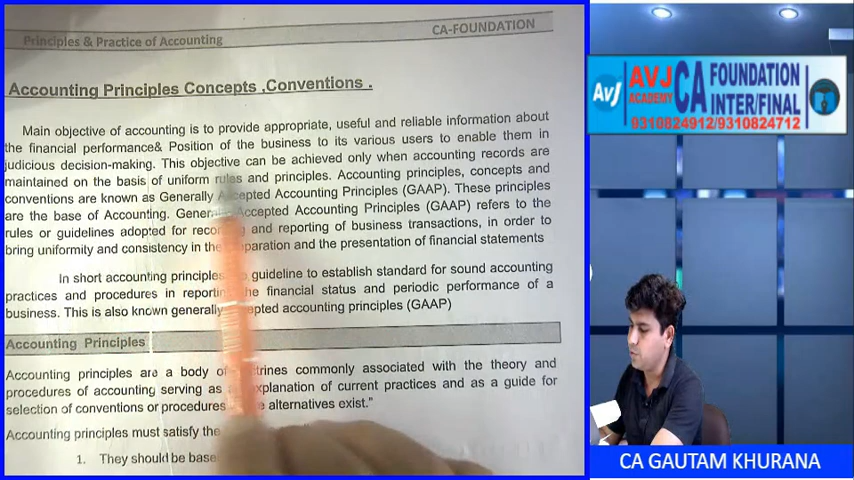 Principles & Practice of Accounting
CA-FOUNDATION
Accounting Principles Concepts ,Conventions .
Main objective of accounting is to provide appropriate, useful and reliable information about
the financial performance& Position of the business to its various users to enable them in
judicious decision-making. This objective can be achieved only when accounting records are
maintained on the basis of uniform rules and principles. Accounting principles, concepts and
conventions are known as Generally Accepted Accounting Principles (GAAP). These principles
are the base of Accounting. Accepted Accounting Principles (GAAP) refers to the
rules or guidelines adopted for and reporting of business transactions, in order to
bring uniformity and consistency in the and the presentation of financial statements
In short accounting principles guideline to establish standard for sound accounting
practices and procedures in the financial status and periodic performance of a
business. This is also known generally accounting principles (GAAP)
Accounting Principles
Accounting principles are a body of commonly associated with the theory and
procedures of accounting serving as explanation of current practices and as a guide for
selection of conventions or procedures alternatives exist."
Accounting principles must satisfy the
1. They should be
AVJ
AVJ
ACADEMY
CA
FOUNDATION
INTER/FINAL
9310824912/9310824712
CA GAUTAM KHURANA